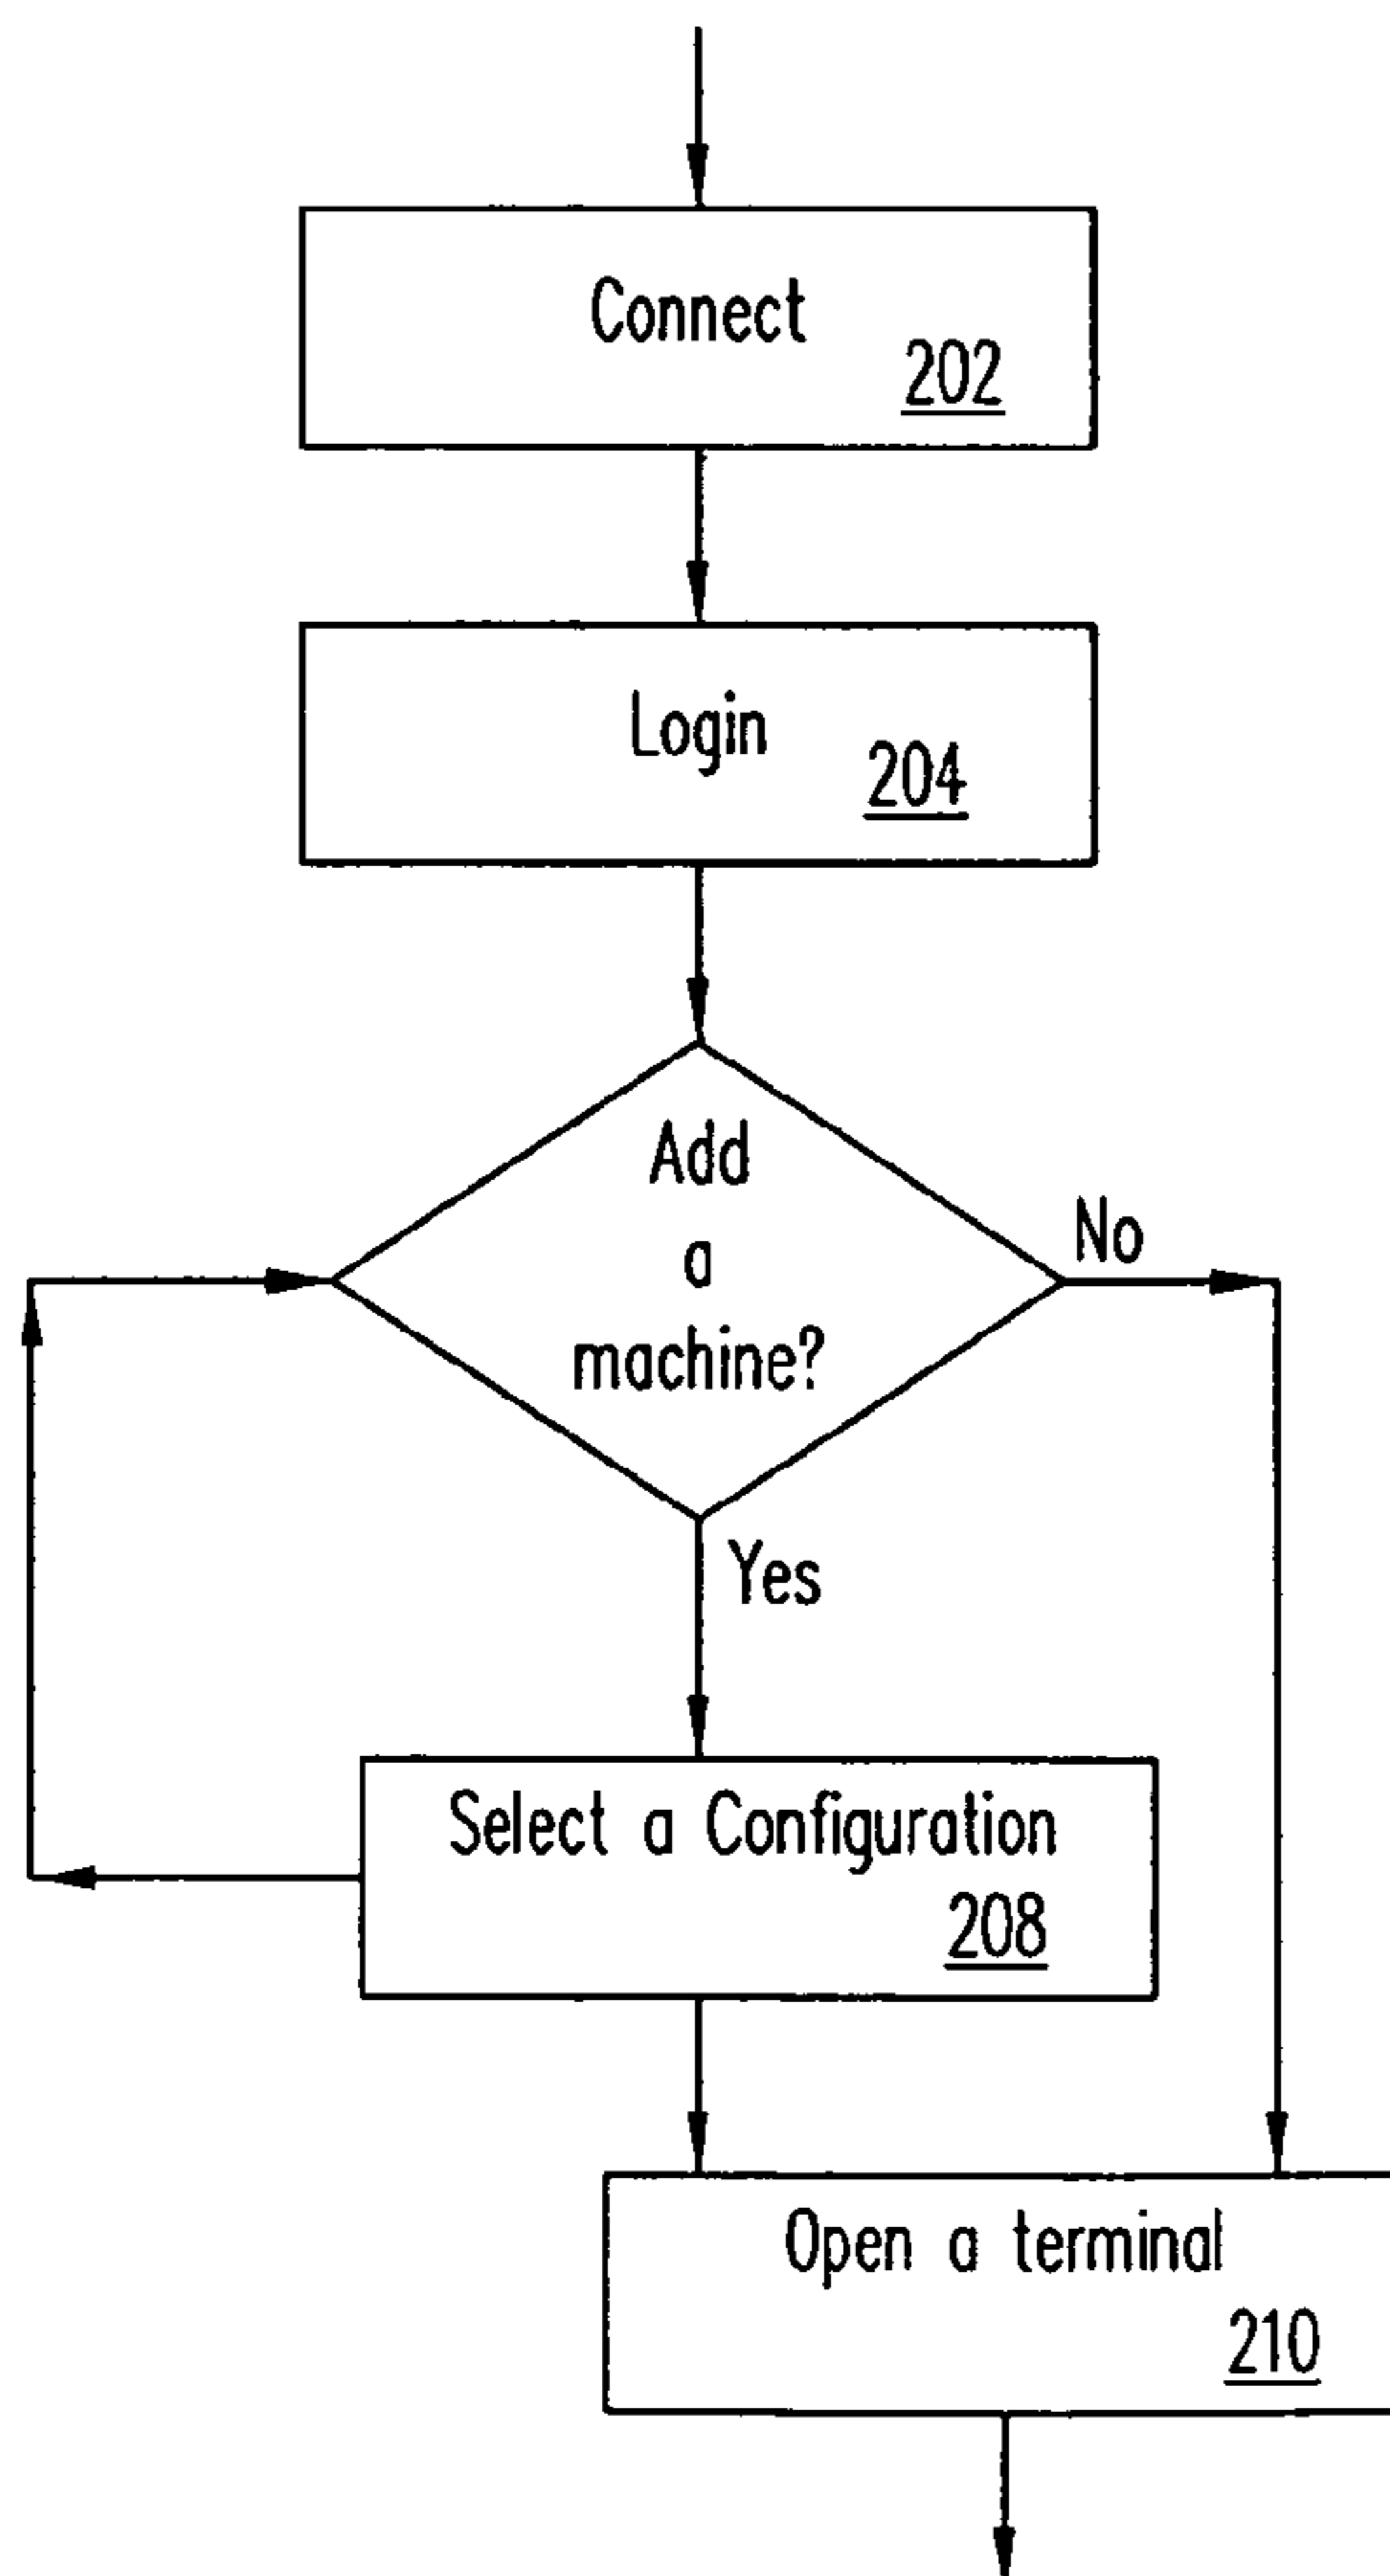 Connect
202
Login
204
Add
a
machine?
No
Yes
Select a Configuration
208
Open a terminal
210